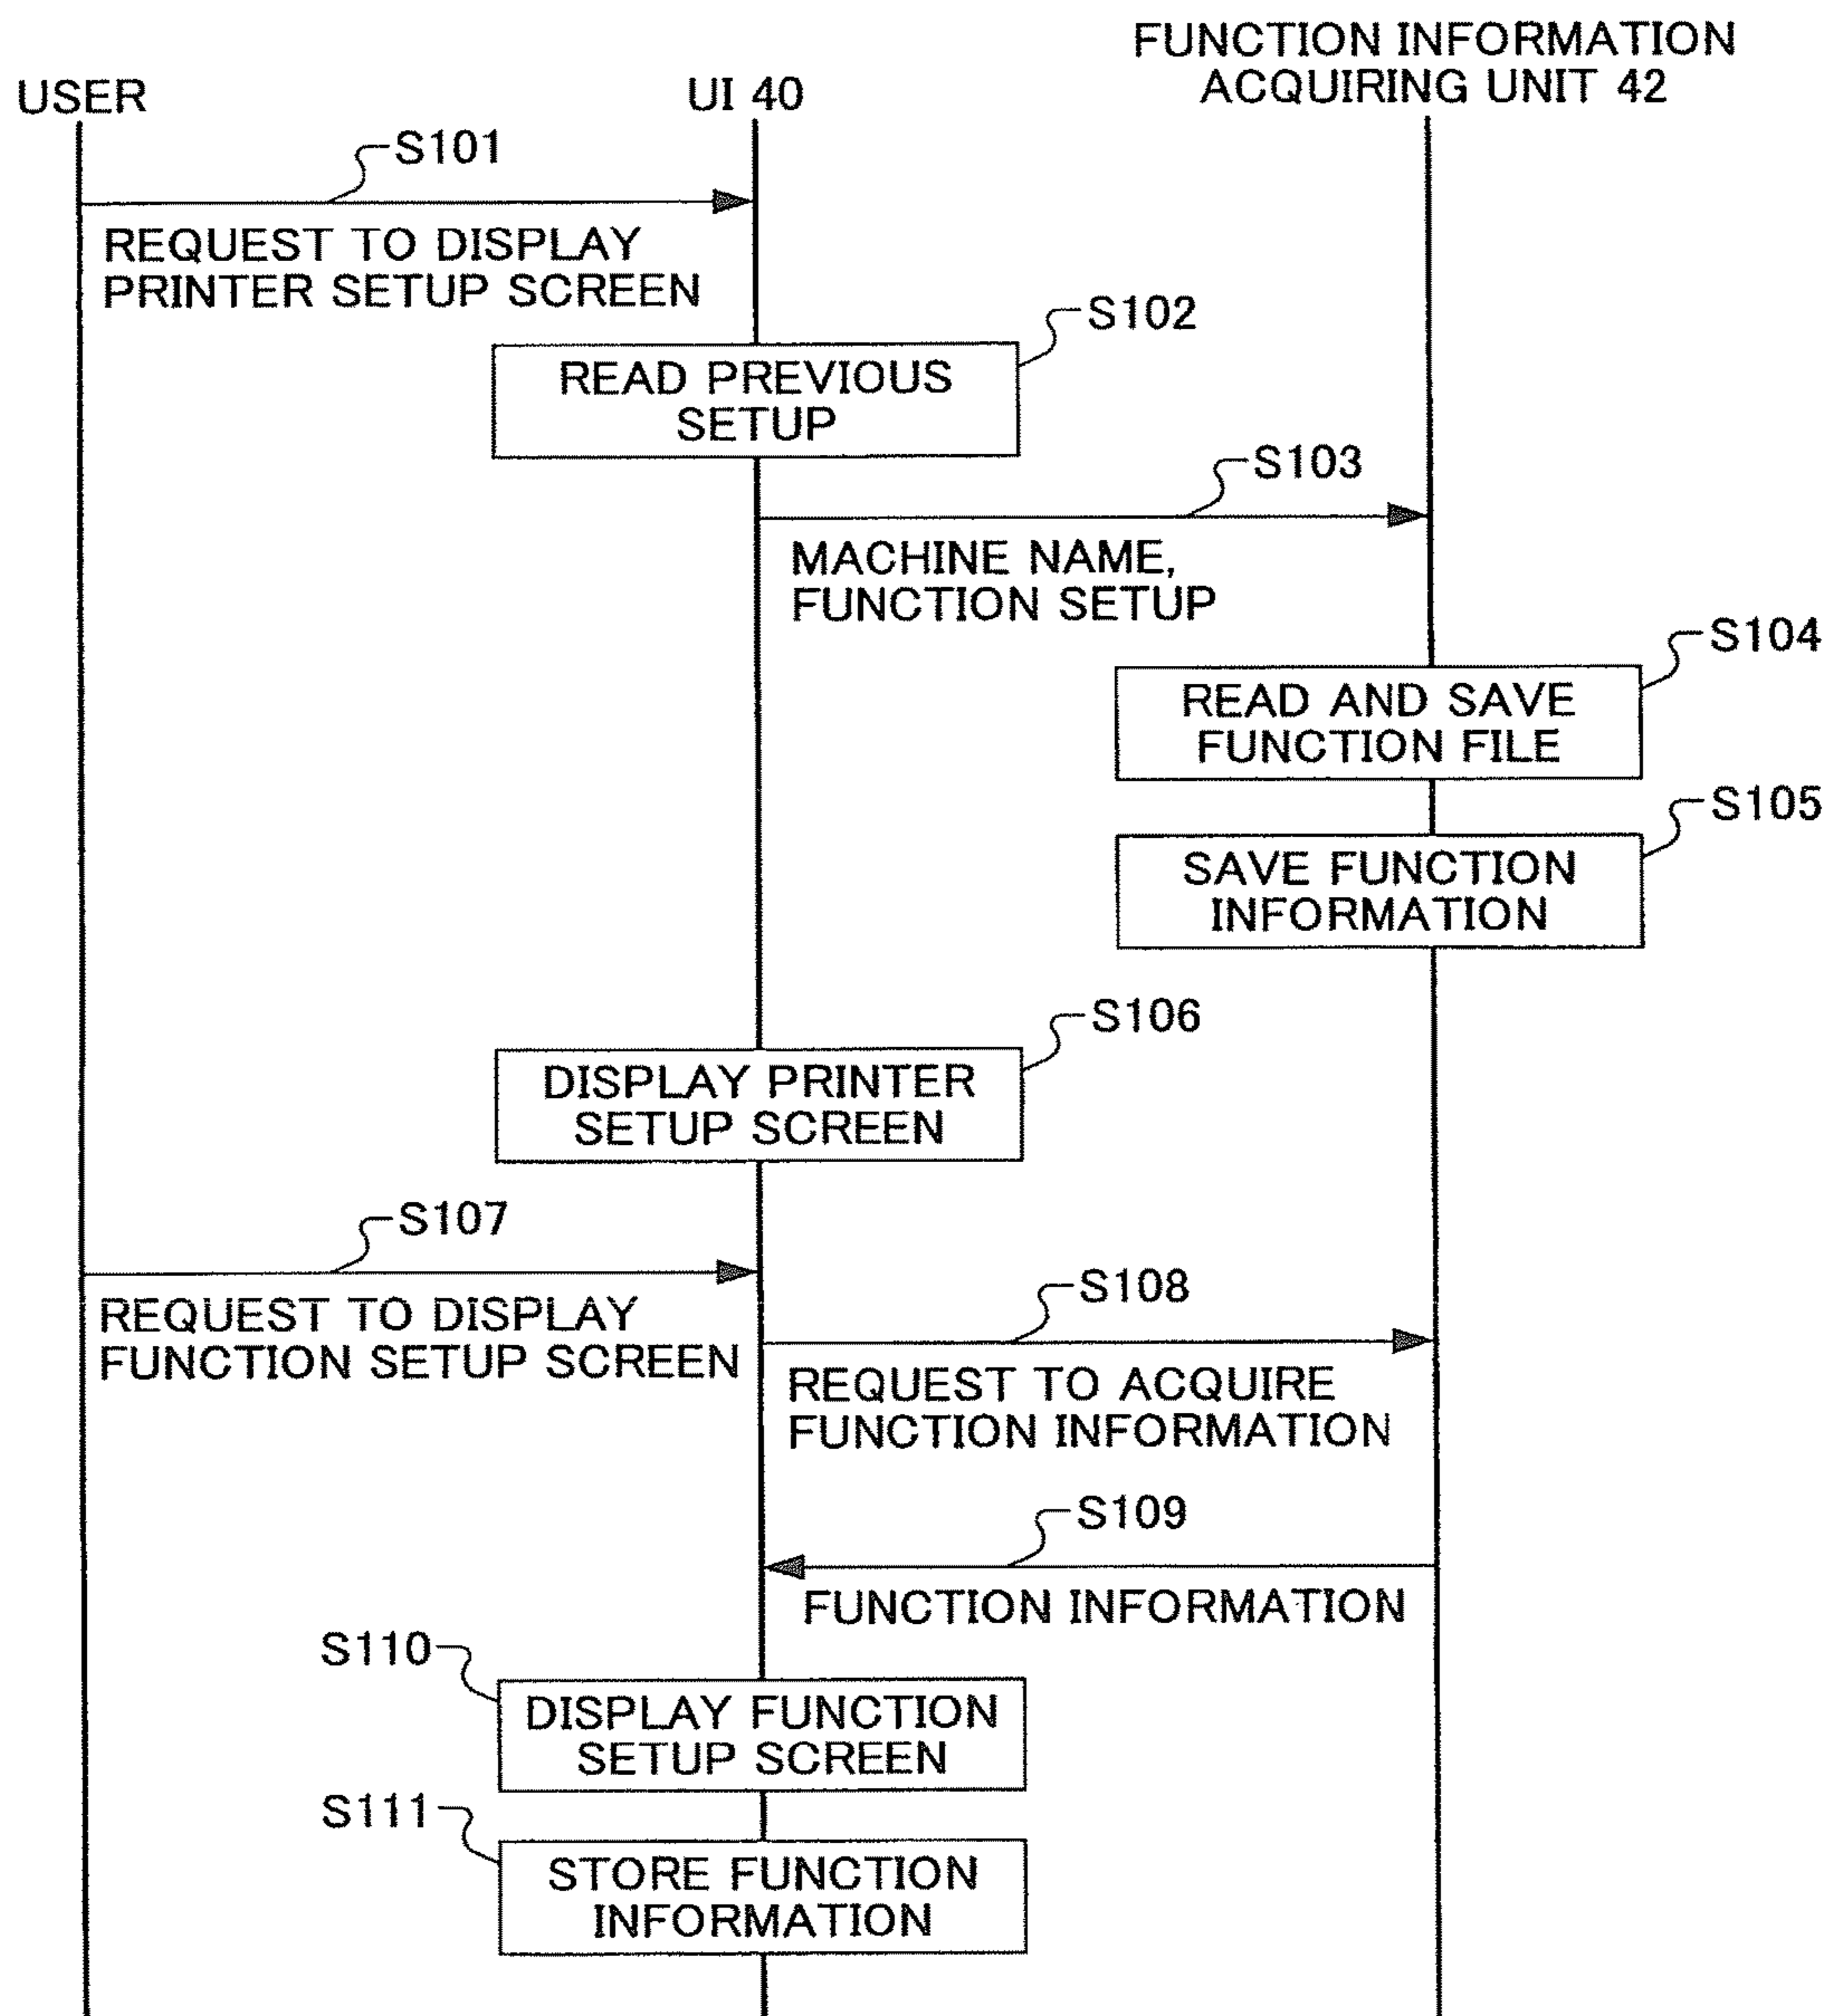 FUNCTION INFORMATION
ACQUIRING UNIT 42
USER
UI 40
S101
REQUEST TO DISPLAY
PRINTER SETUP SCREEN
S102
READ PREVIOUS
SETUP
S103
MACHINE NAME,
FUNCTION SETUP
S104
READ AND SAVE
FUNCTION FILE
S105
SAVE FUNCTION
INFORMATION
S106
DISPLAY PRINTER
SETUP SCREEN
S107
REQUEST TO DISPLAY
FUNCTION SETUP SCREEN
S108
REQUEST TO ACQUIRE
FUNCTION INFORMATION
S109
FUNCTION INFORMATION
S110
DISPLAY FUNCTION
SETUP SCREEN
S111
STORE FUNCTION
INFORMATION